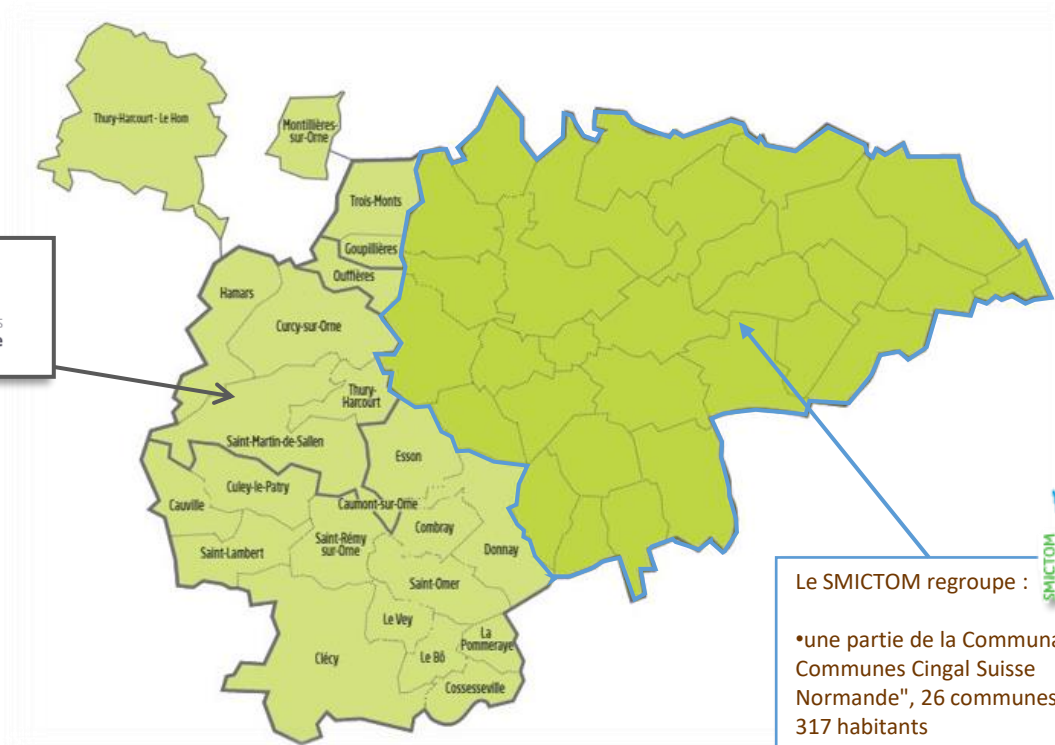 Thury-Harcourt - Le Hom
Montillières-
sur-Orne
Trois-Monts
Goupillières
Ouffières
Hamars
Curcy-sur-Orne
Thury-
Harcourt
Saint-Martin-de-Sallen
Esson
Culey-le-Patry
Cauville
Caumont-sur-Orne
Combray
Saint-Rémy
sur-Orne
Saint-Lambert
Donnay
Saint-Omer
Le Vey
La
Pommeraye
Clécy
Le Bô
Cossesseville
s
e
Le SMICTOM regroupe :
SMICTOM
•une partie de la Communa
Communes Cingal Suisse
Normande", 26 communes
317 habitants